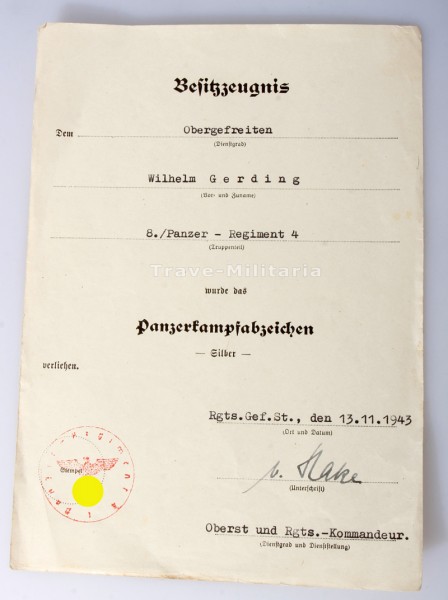 Besitzzeugnis
Dem Obergefreiten
(Dienstgrad)
Wilhelm Gerding
(Vor- und Zuname)
8./Panzer - Regiment 4
(Truppenteil)
Trave-Militaria
wurde das
Panzerkampfabzeichen
— Silber —
verliehen.
Rgts.Gef.St., den 13.11.1943
(Ort und Datum)
Stempel
(Unterschrift)
Oberst und Rgts.-Kommandeur.
(Dienstgrad und Dienststellung)